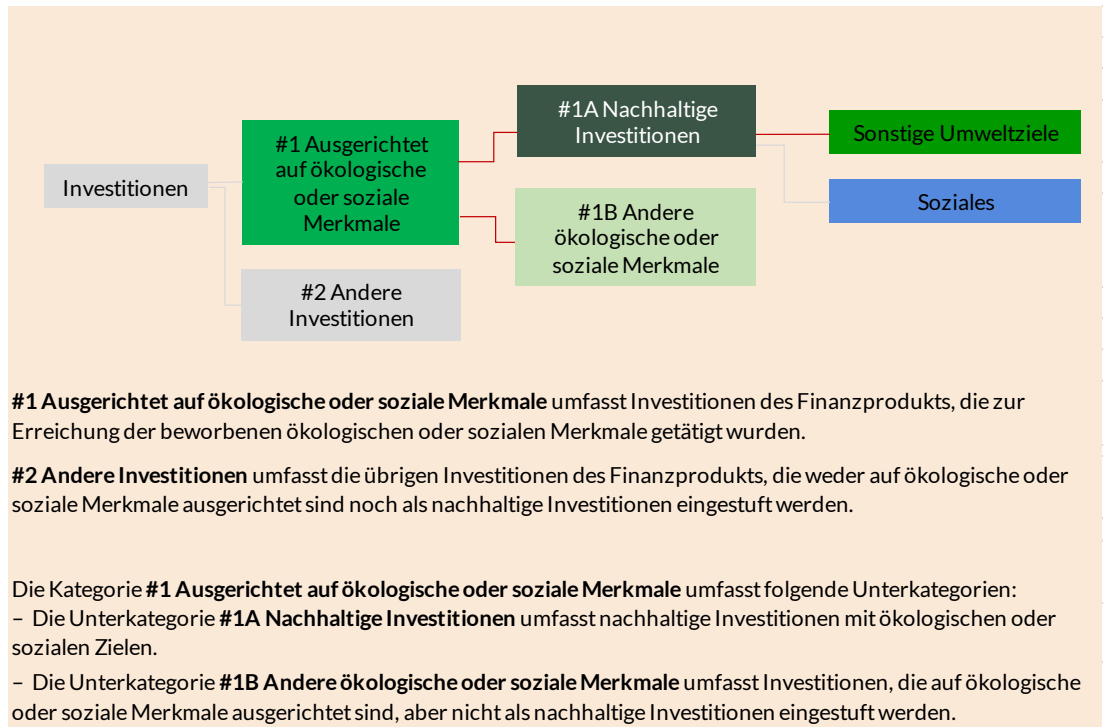 Investitionen
#1 Ausgerichtet
auf ökologische
oder soziale
Merkmale
#2 Andere
Investitionen
#1A Nachhaltige
Investitionen
#1B Andere
ökologische oder
soziale Merkmale
Sonstige Umweltziele
Soziales
#1 Ausgerichtet auf ökologische oder soziale Merkmale umfasst Investitionen des Finanzprodukts, die zur
Erreichung der beworbenen ökologischen oder sozialen Merkmale getätigt wurden.
#2 Andere Investitionen umfasst die übrigen Investitionen des Finanzprodukts, die weder auf ökologische oder
soziale Merkmale ausgerichtet sind noch als nachhaltige Investitionen eingestuft werden.
Die Kategorie #1 Ausgerichtet auf ökologische oder soziale Merkmale umfasst folgende Unterkategorien:
– Die Unterkategorie #1A Nachhaltige Investitionen umfasst nachhaltige Investitionen mit ökologischen oder
sozialen Zielen.
– Die Unterkategorie #1B Andere ökologische oder soziale Merkmale umfasst Investitionen, die auf ökologische
oder soziale Merkmale ausgerichtet sind, aber nicht als nachhaltige Investitionen eingestuft werden.